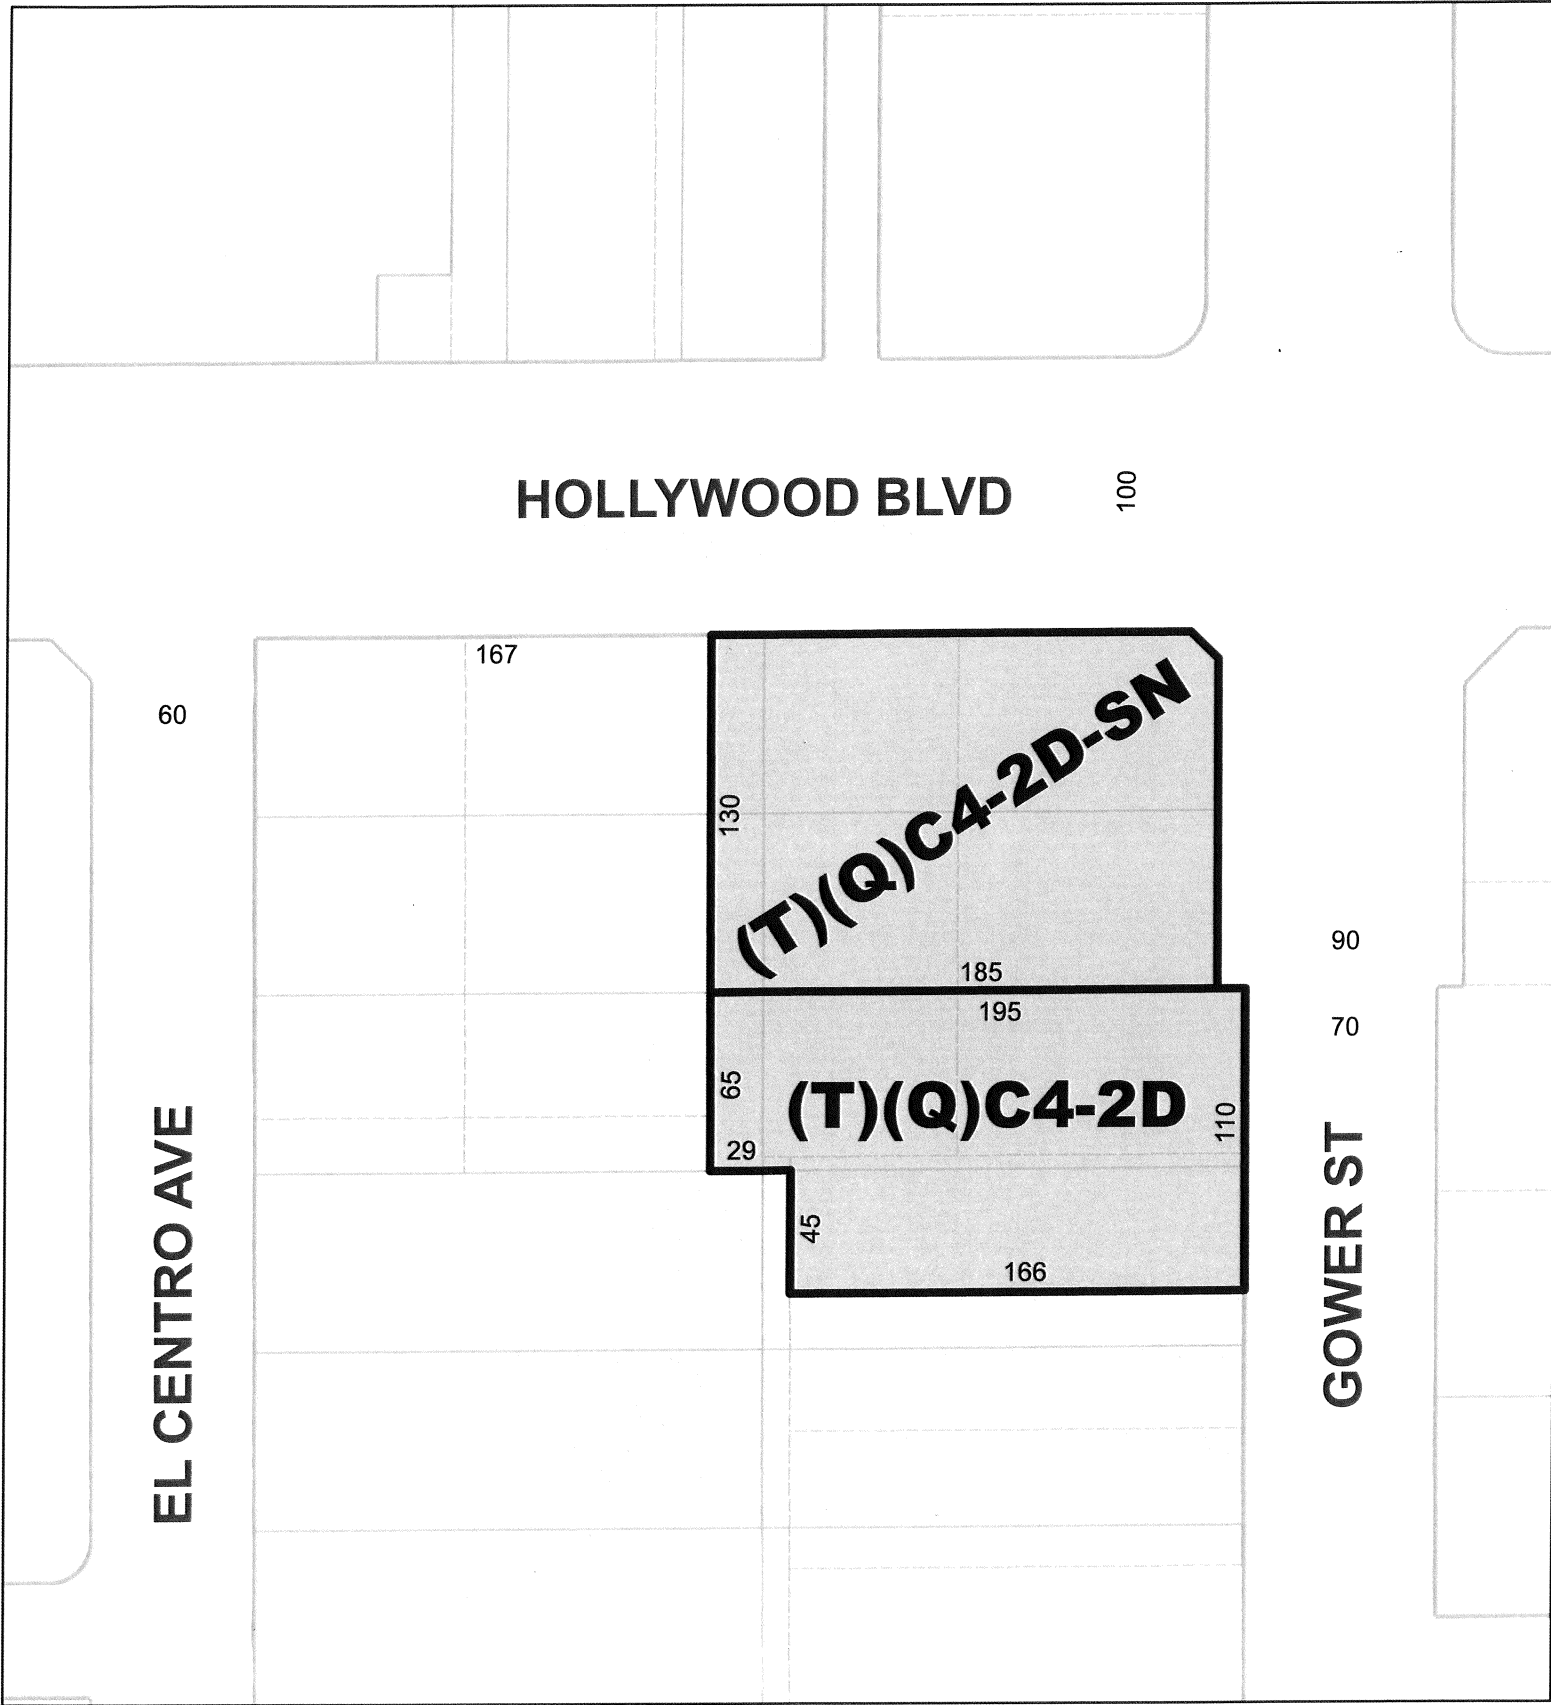 HOLLYWOOD BLVD
100
167
60
(T)(Q)C4-2D-SN
130
185
90
195
70
65
(T)(Q)C4-2D
110
29
45
166
EL CENTRO AVE
GOWER ST